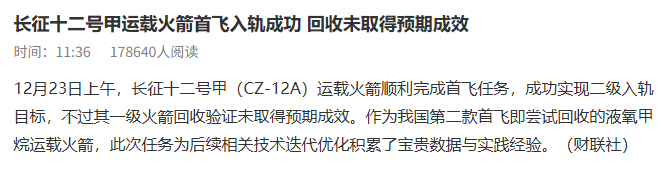 长征十二号甲运载火箭首飞入轨成功 回收未取得预期成效
时间：11:36 178640人阅读
12月23日上午，长征十二号甲（CZ-12A）运载火箭顺利完成首飞任务，成功实现二级入轨
目标，不过其一级火箭回收验证未取得预期成效。作为我国第二款首飞即尝试回收的液氧甲
烷运载火箭，此次任务为后续相关技术迭代优化积累了宝贵数据与实践经验。（财联社）